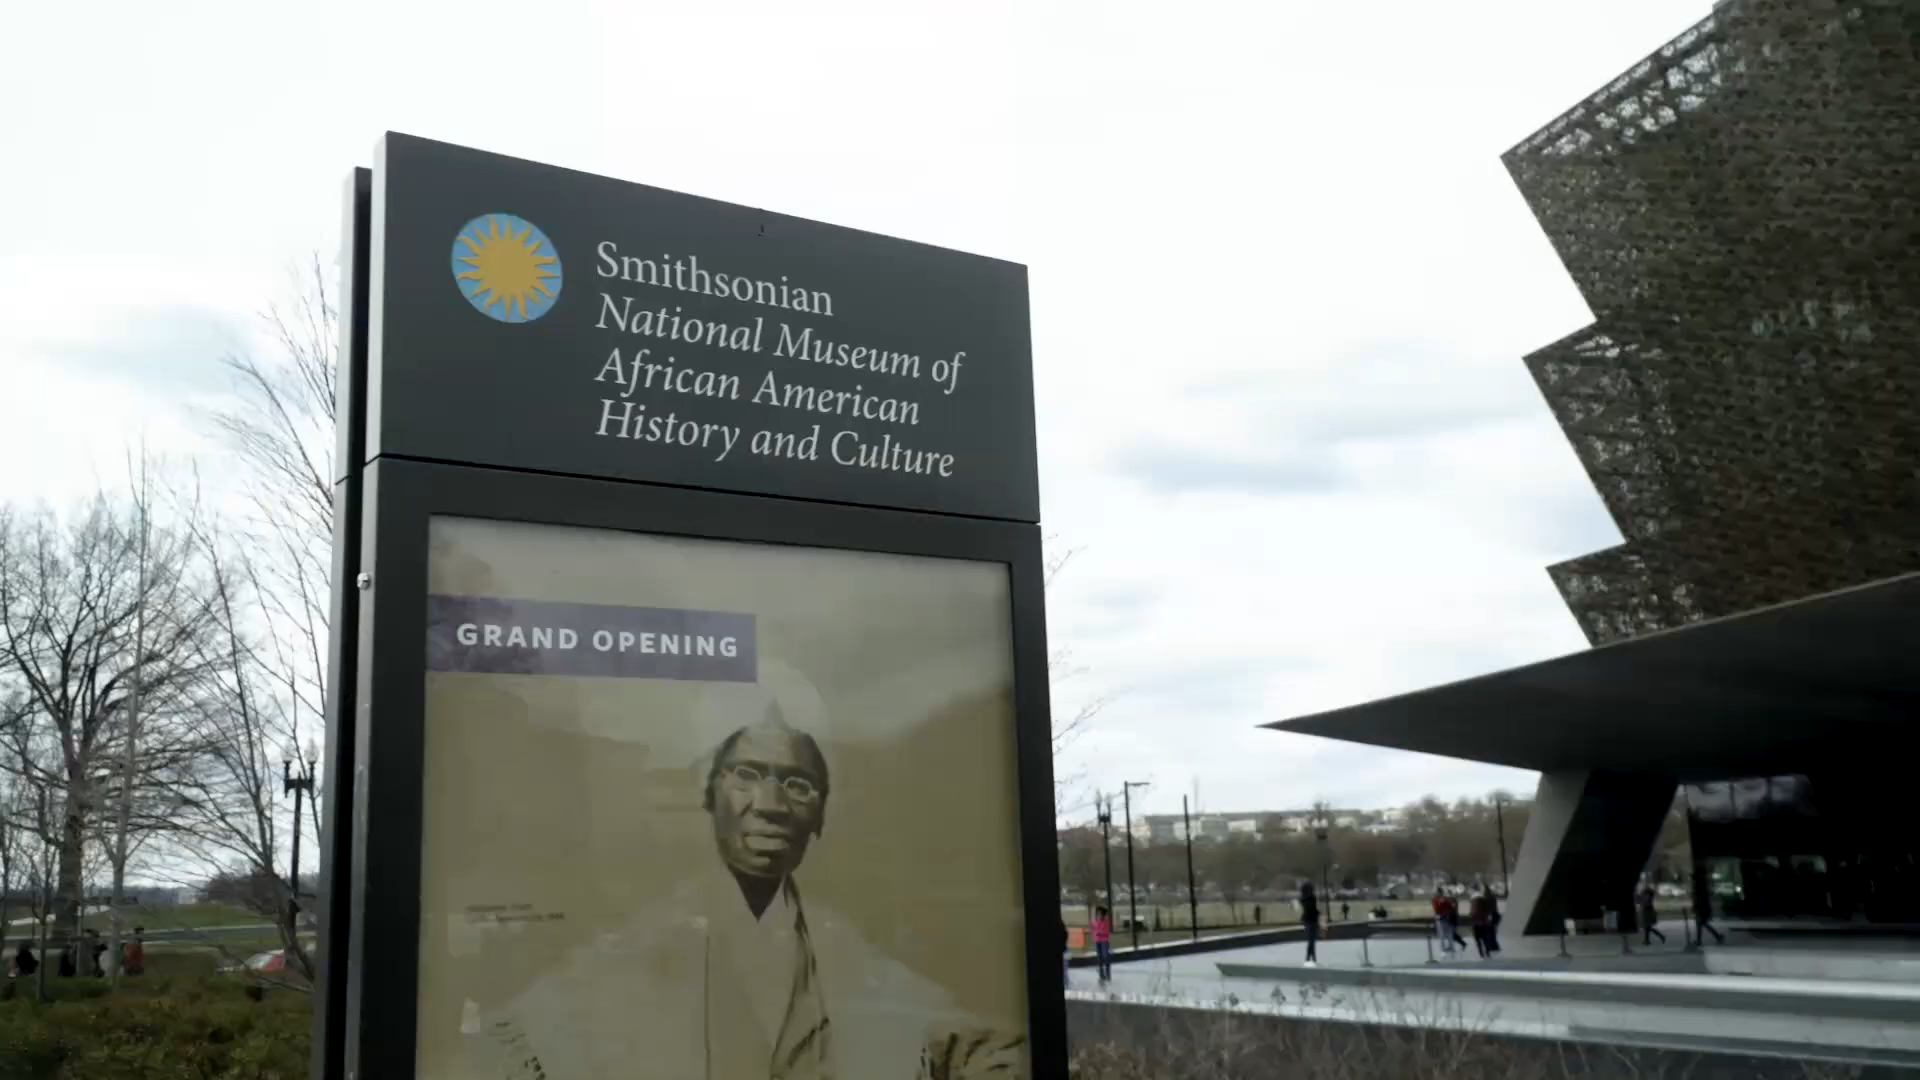 Smithsonian
National Museum of
African American
History and Culture
GRAND OPENING